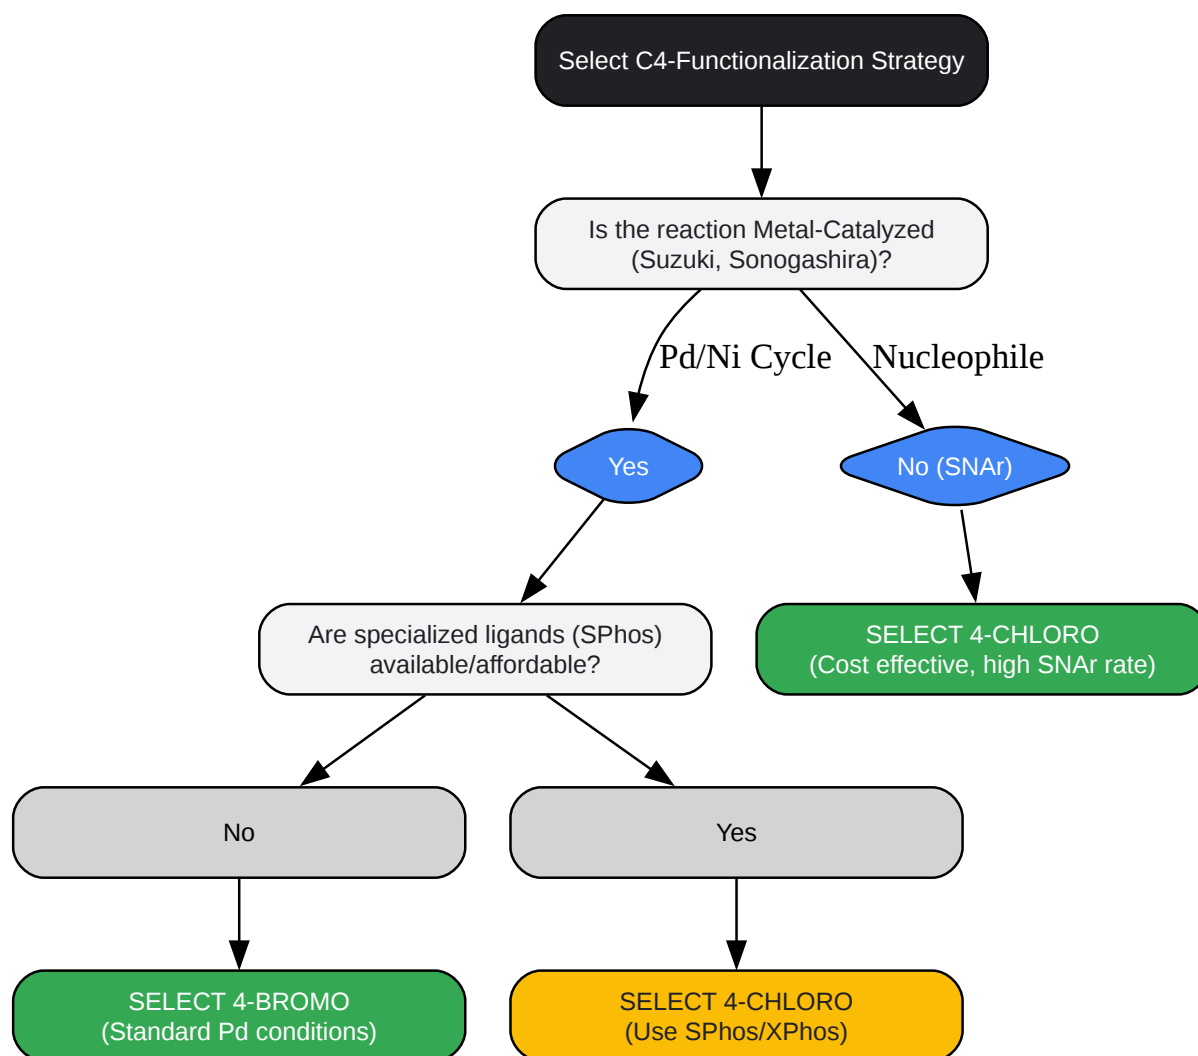 Select C4-Functionalization Strategy
Is the reaction Metal-Catalyzed
(Suzuki, Sonogashira)?
Pd/Ni Cycle
Nucleophile
Yes
No (SNAr)
Are specialized ligands (SPhos)
available/affordable?
SELECT 4-CHLORO
(Cost effective, high SNAr rate)
No
Yes
SELECT 4-BROMO
(Standard Pd conditions)
SELECT 4-CHLORO
(Use SPhos/XPhos)